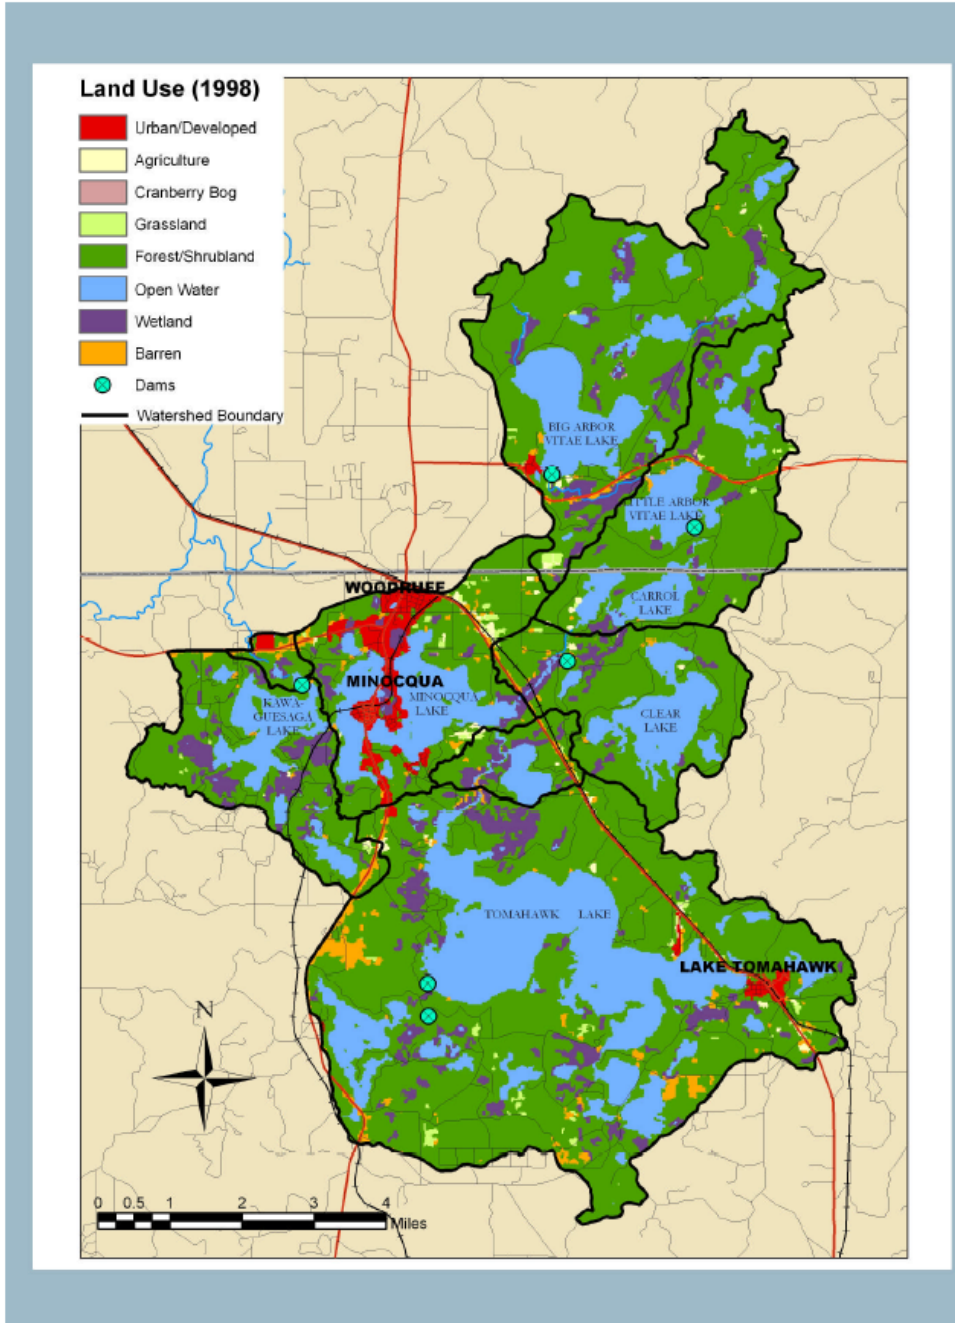 Land Use (1998)
Urban/Developed
Agriculture
Cranberry Bog
Grassland
Forest/Shrubland
Open Water
Wetland
Barren
Dams
Watershed Boundary
BIG ARBOR
VITAE LAKE
LITTLE ARBOR
VITAE LAKE
WOODRUFF
CARROL
LAKE
MINOCQUA
MINOCQUA
LAKE
KAWA-
GUESAGA
LAKE
CLEAR
LAKE
TOMAHAWK LAKE
LAKE TOMAHAWK
N
0 0.5 1 2 3 4
Miles